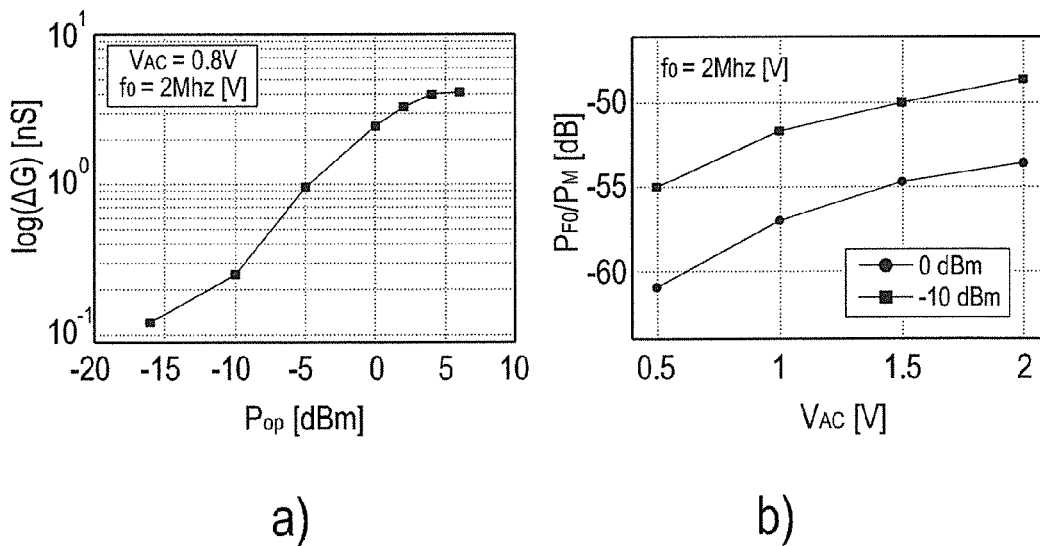 10^1
10^0
10^-1
log(ΔG) [nS]
VAC = 0.8V
f0 = 2Mhz [V]
-20 -15 -10 -5 0 5 10
Pop [dBm]
a)
-50
-55
-60
PF0/PM [dB]
f0 = 2Mhz [V]
0 dBm
-10 dBm
0.5 1 1.5 2
VAC [V]
b)